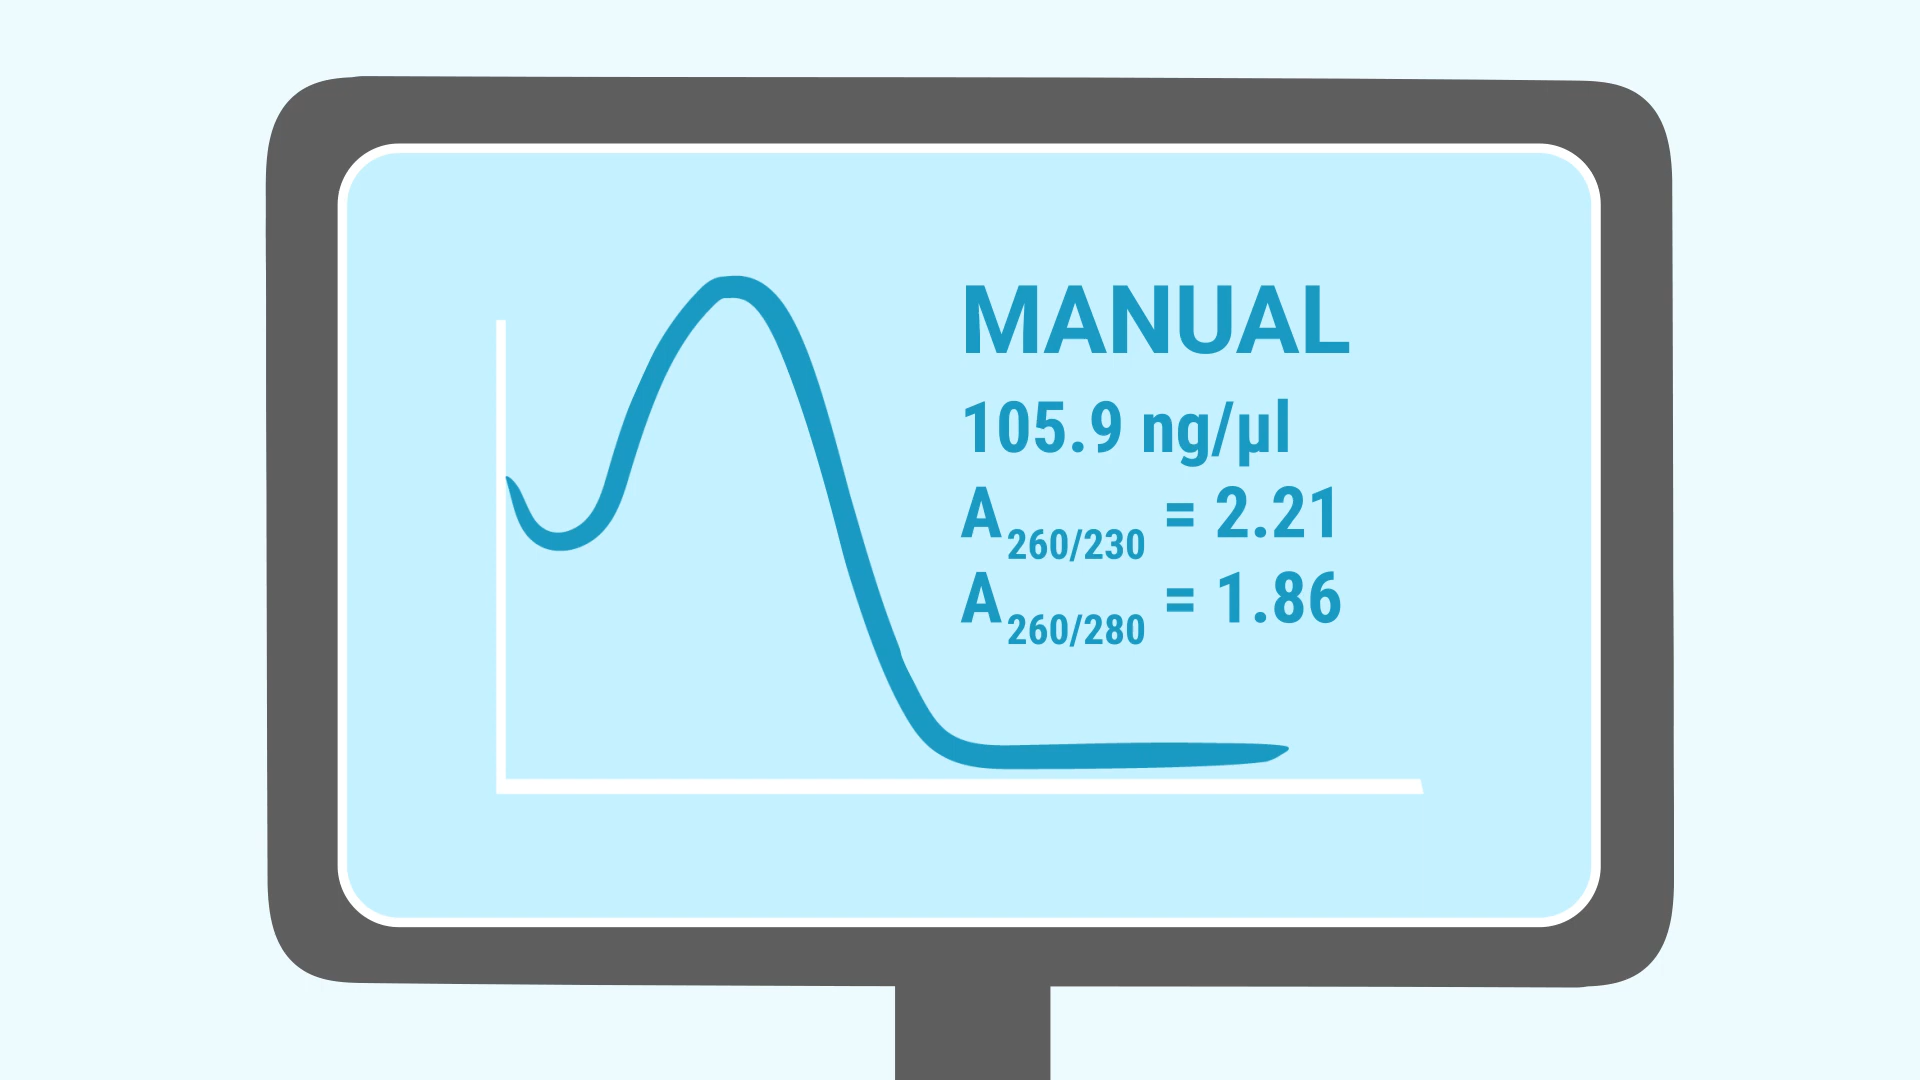 MANUAL
105.9 ng/µl
A260/230 = 2.21
A260/280 = 1.86